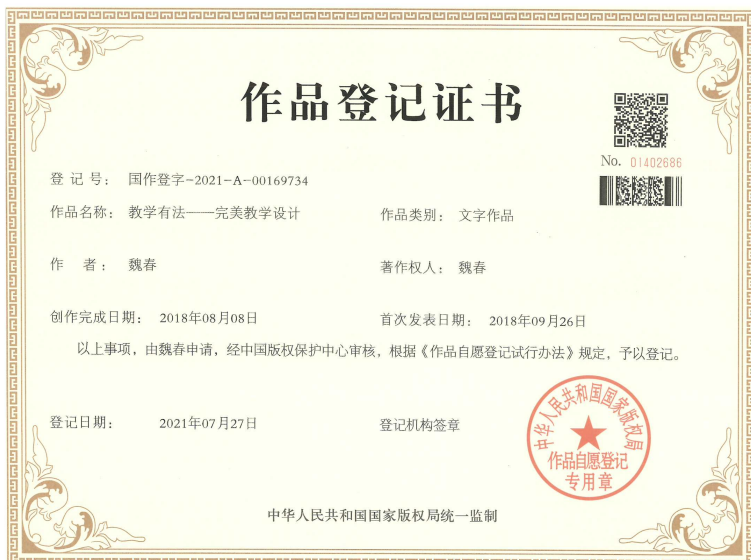 作品登记证书
No. 01402686
登 记 号： 国作登字-2021-A-00169734
作品名称： 教学有法——完美教学设计
作品类别： 文字作品
作 者： 魏春
著作权人： 魏春
创作完成日期： 2018年08月08日
首次发表日期： 2018年09月26日
以上事项，由魏春申请，经中国版权保护中心审核，根据《作品自愿登记试行办法》规定，予以登记。
登记日期： 2021年07月27日
登记机构签章
中华人民共和国国家版权局
作品自愿登记
专用章
中华人民共和国国家版权局统一监制